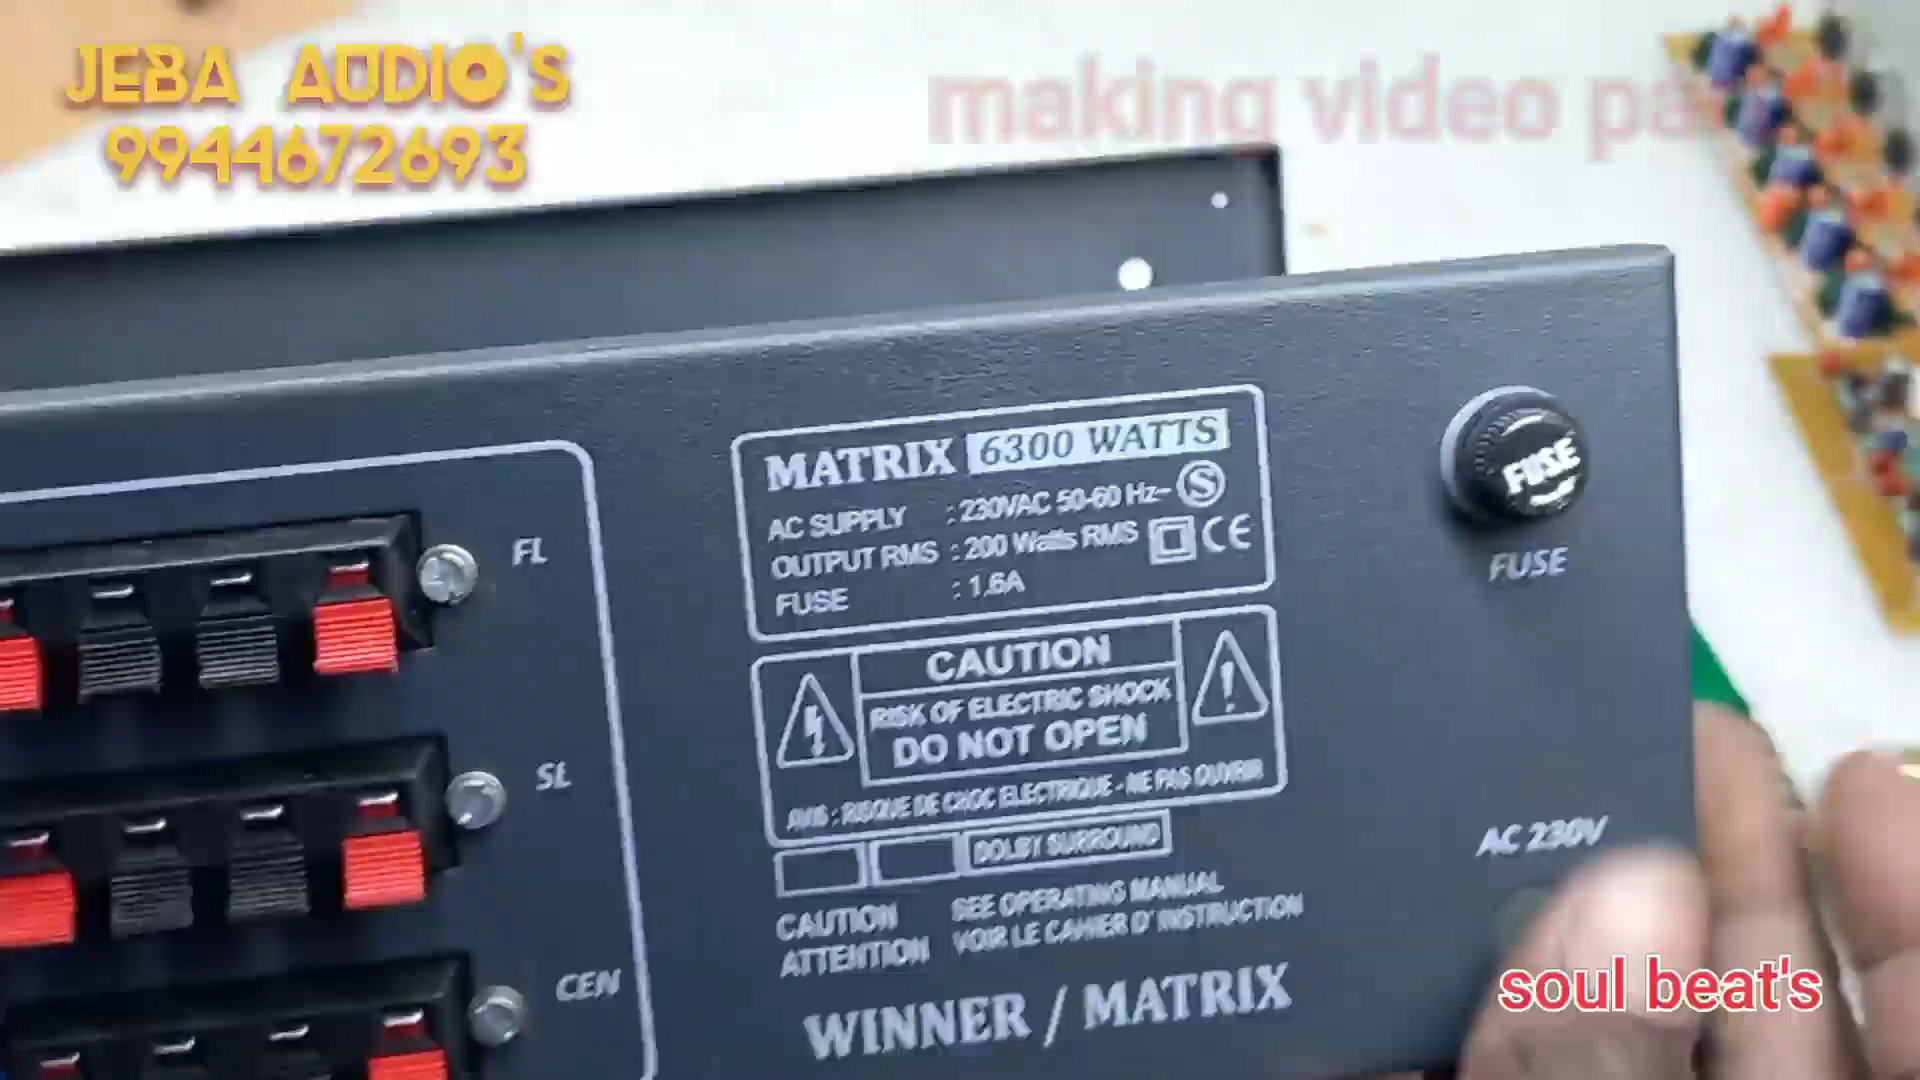 JEBA AUDIO'S
9944672693
making video pa
MATRIX 6300 WATTS
AC SUPPLY : 230VAC 50-60 Hz~ S
OUTPUT RMS : 200 Watts RMS CE
FUSE : 1.6A
CAUTION
RISK OF ELECTRIC SHOCK
DO NOT OPEN
AVIS : RISQUE DE CHOC ELECTRIQUE - NE PAS OUVRIR
DOLBY SURROUND
CAUTION SEE OPERATING MANUAL
ATTENTION VOIR LE CAHIER D' INSTRUCTION
WINNER / MATRIX
FL
SL
CEN
FUSE
FUSE
AC 230V
soul beat's